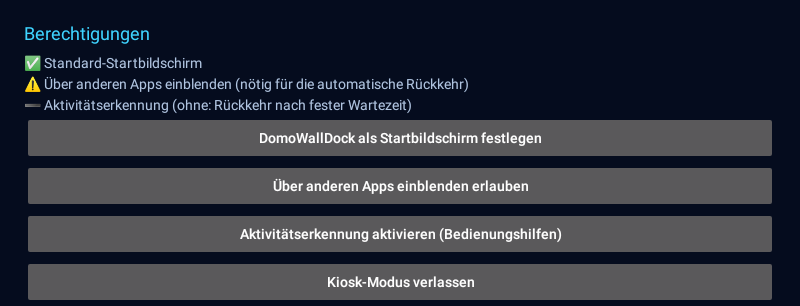 Berechtigungen
✅ Standard-Startbildschirm
⚠️ Über anderen Apps einblenden (nötig für die automatische Rückkehr)
➖ Aktivitätserkennung (ohne: Rückkehr nach fester Wartezeit)
DomoWallDock als Startbildschirm festlegen
Über anderen Apps einblenden erlauben
Aktivitätserkennung aktivieren (Bedienungshilfen)
Kiosk-Modus verlassen